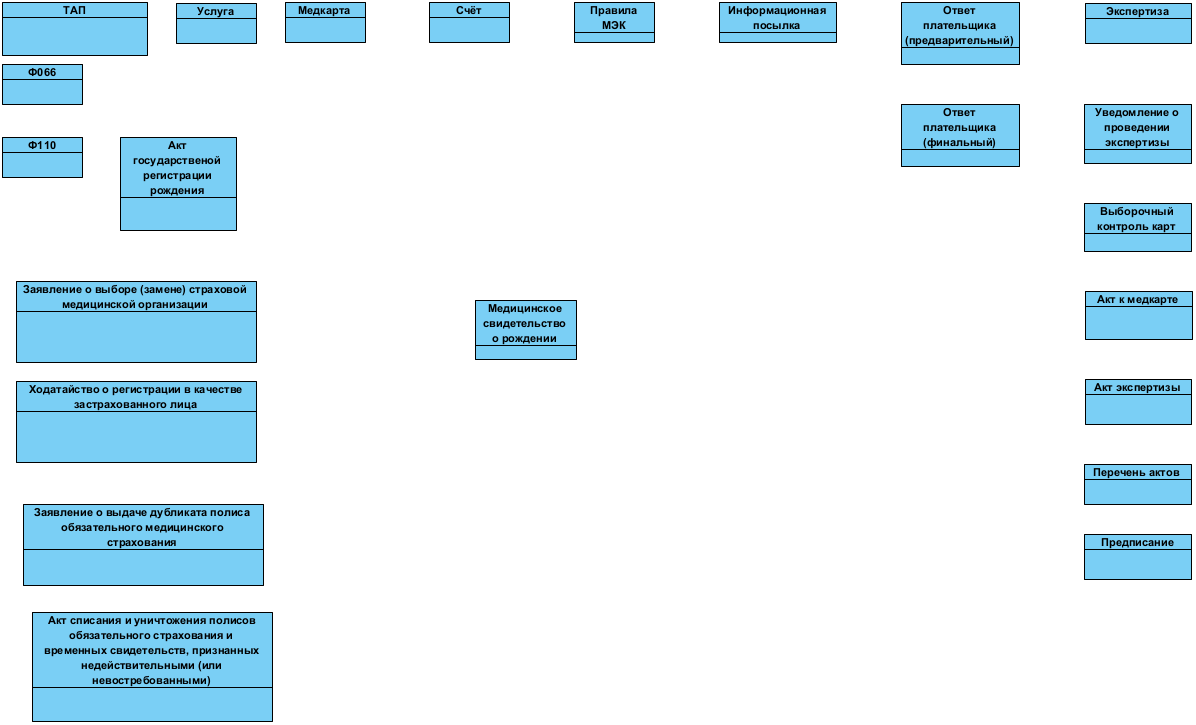 ТАП
Услуга
Медкарта
Счёт
Правила
МЭК
Информационная
посылка
Ответ
плательщика
(предварительный)
Экспертиза
Ф066
Ответ
плательщика
(финальный)
Уведомление о
проведении
экспертизы
Ф110
Акт
государственой
регистрации
рождения
Выборочный
контроль карт
Заявление о выборе (замене) страховой
медицинской организации
Медицинское
свидетельство
о рождении
Акт к медкарте
Ходатайство о регистрации в качестве
застрахованного лица
Акт экспертизы
Перечень актов
Заявление о выдаче дубликата полиса
обязательного медицинского
страхования
Предписание
Акт списания и уничтожения полисов
обязательного страхования и
временных свидетельств, признанных
недействительными (или
невостребованными)